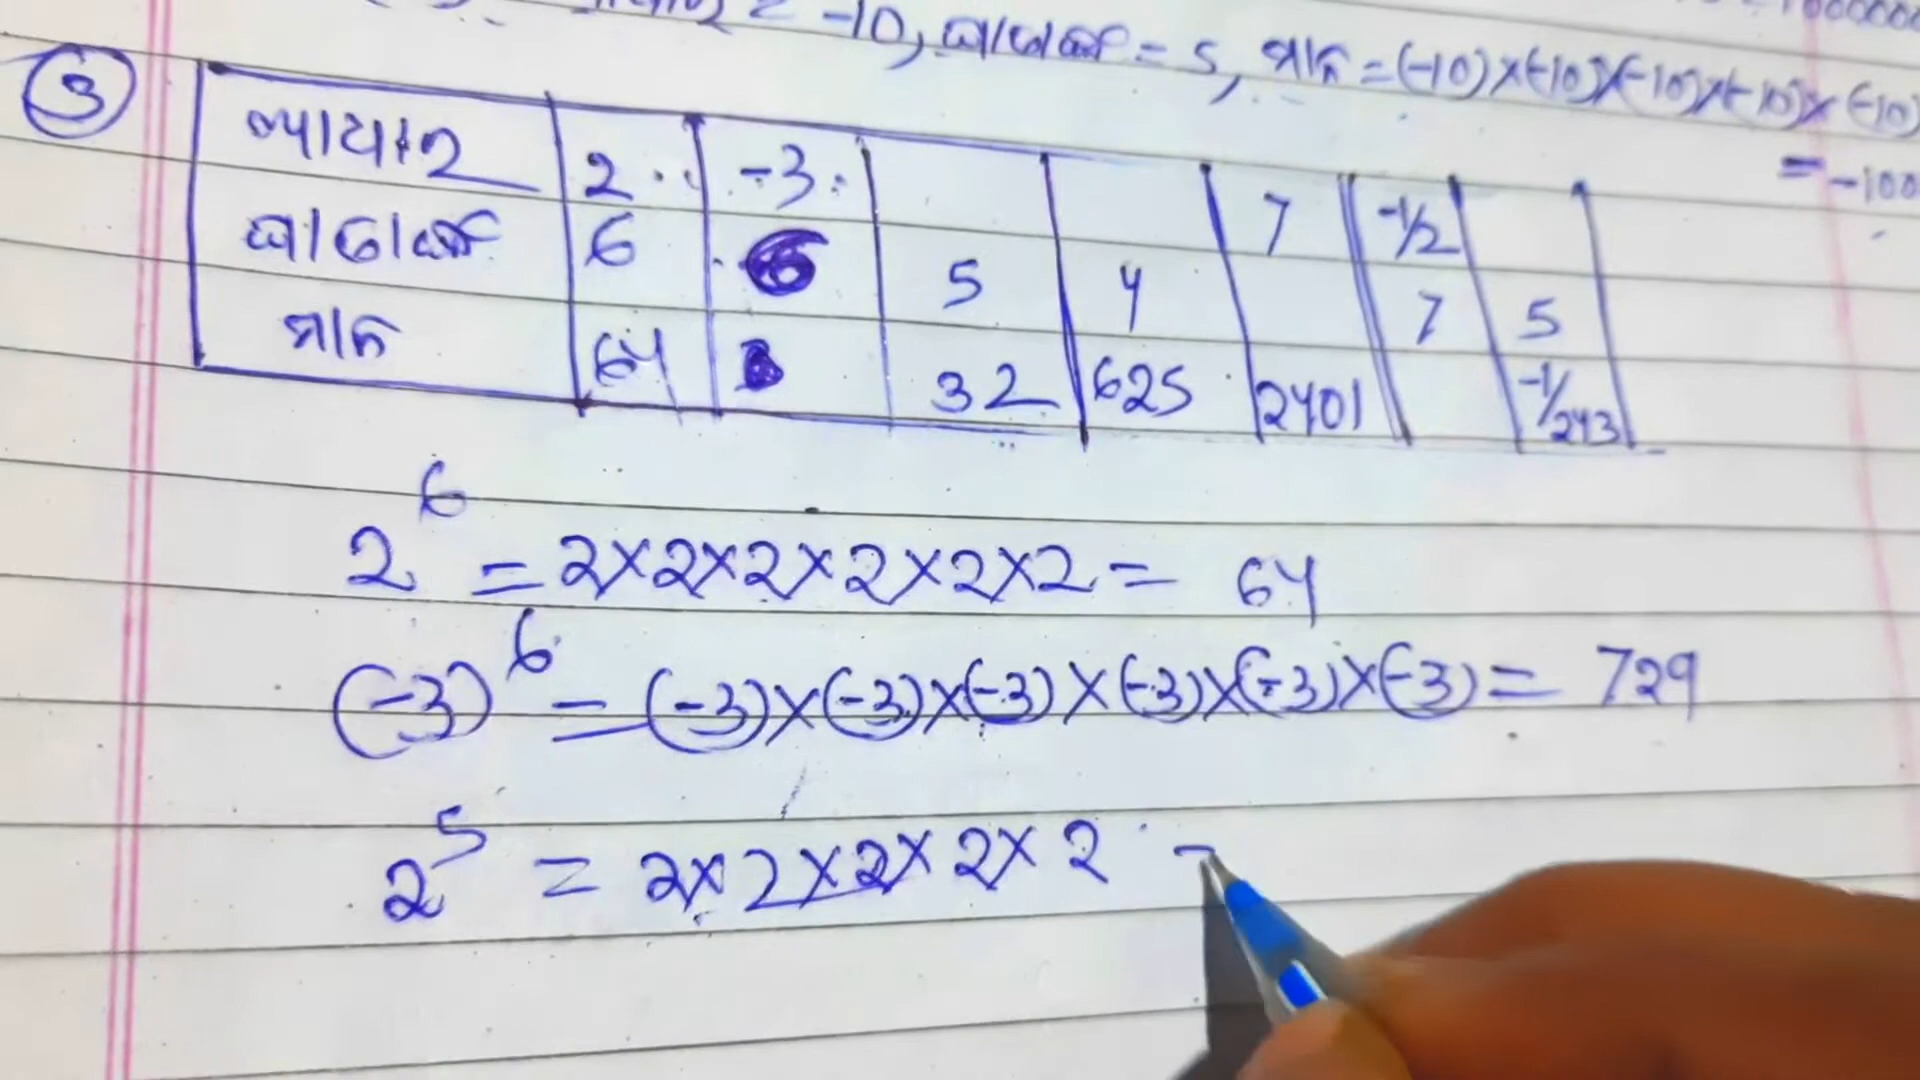 = -10, ଘାତାଙ୍କ = 5, ମାନ = (-10)×(-10)×(-10)×(-10)×(-10)
= -100
3
ଆଧାର 2 -3 7 -1/2
ଘାତାଙ୍କ 6 6 5 4 7 5
ମାନ 64 32 625 2401 -1/243
2^6 = 2×2×2×2×2×2 = 64
(-3)^6 = (-3)×(-3)×(-3)×(-3)×(-3)×(-3) = 729
2^5 = 2×2×2×2×2